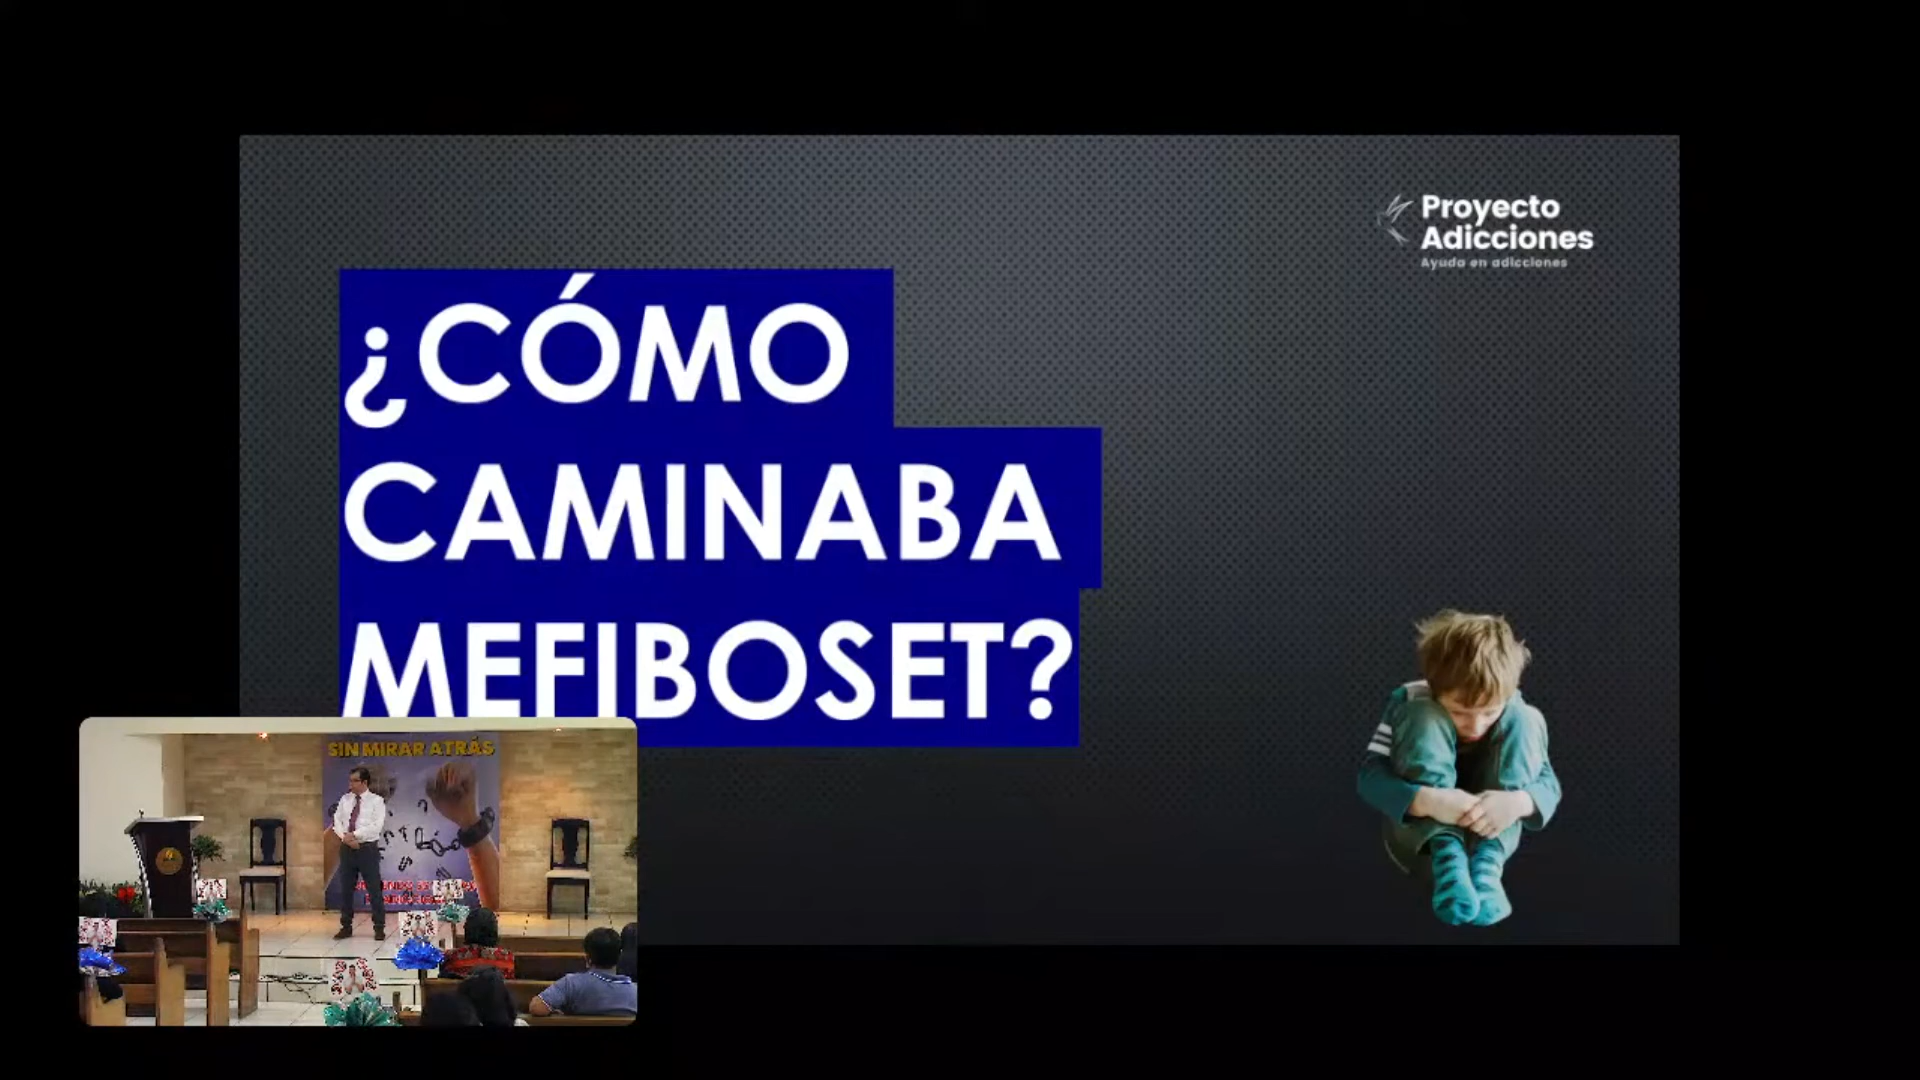 Proyecto
Adicciones
Ayuda en adicciones
¿CÓMO
CAMINABA
MEFIBOSET?
SIN MIRAR ATRÁS